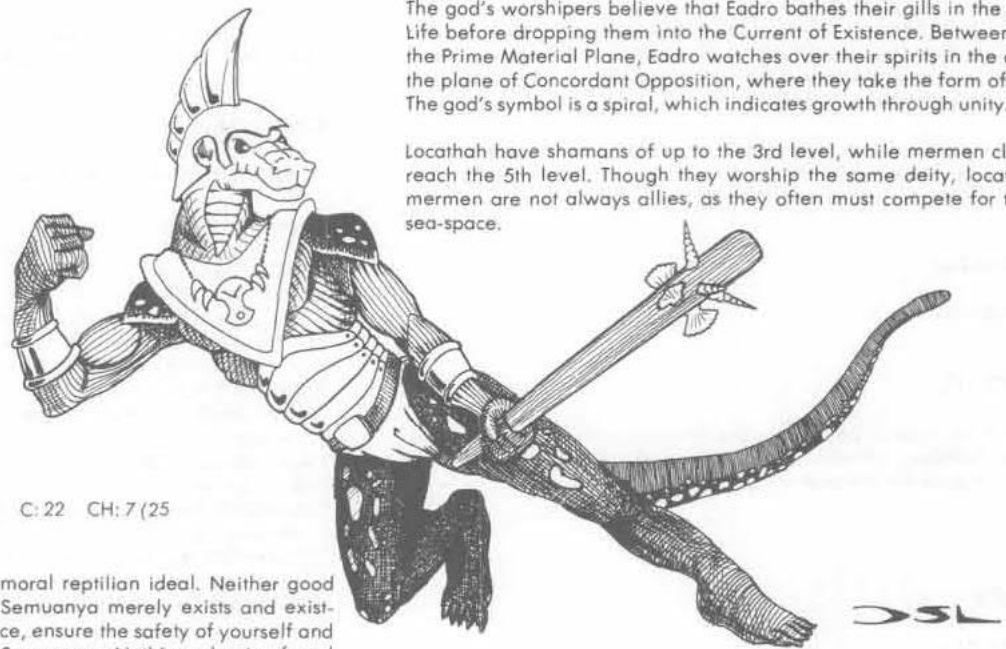 The god's worshipers believe that Eadro bathes their gills in the
Life before dropping them into the Current of Existence. Between
the Prime Material Plane, Eadro watches over their spirits in the
the plane of Concordant Opposition, where they take the form of
The god's symbol is a spiral, which indicates growth through unity.
Locathah have shamans of up to the 3rd level, while mermen
reach the 5th level. Though they worship the same deity,
mermen are not always allies, as they often must compete for
sea-space.
C: 22 CH: 7 (25
moral reptilian ideal. Neither good
Semuanya merely exists and exist-
ce, ensure the safety of yourself and
DSL